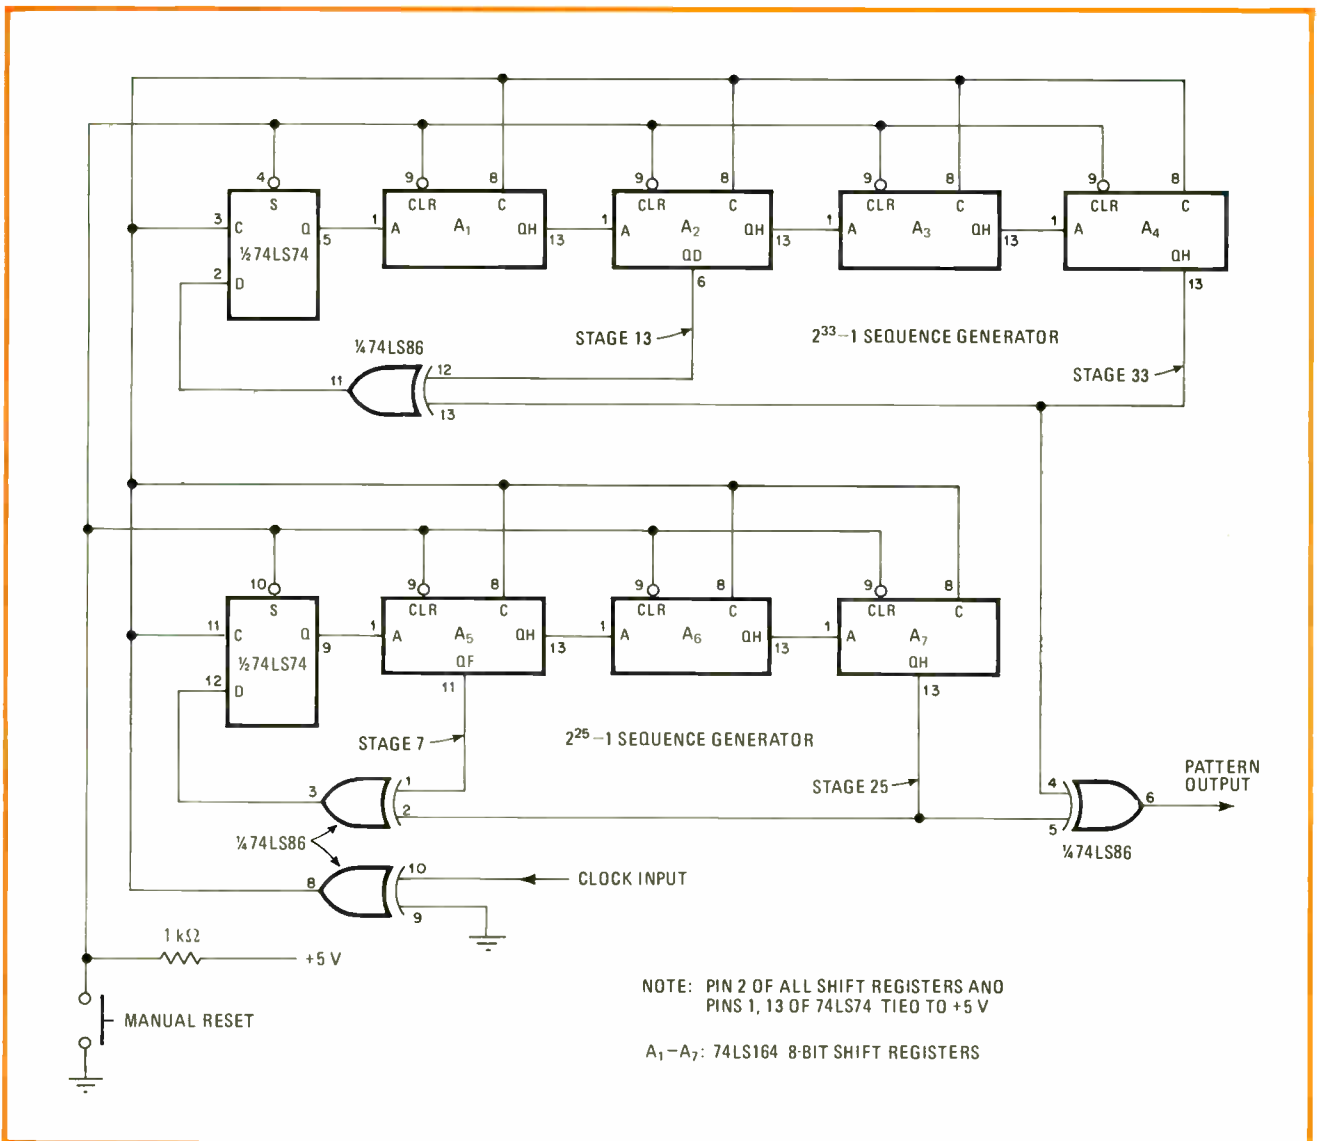 4 9 8 9 8 9 8 9 8
S CLR C CLR C CLR C CLR C
3 C Q 5 1 A A1 QH 13 1 A A2 QH 13 1 A A3 QH 13 1 A A4
½74LS74 QD QH
2 D 6 13
STAGE 13 2³³−1 SEQUENCE GENERATOR
¼74LS86
STAGE 33
11 12
13
10 9 8 9 8 9 8
S CLR C CLR C CLR C
11 C Q 9 1 A A5 QH 13 1 A A6 QH 13 1 A A7
½74LS74 QF QH
12 D 11 13
STAGE 7 2²⁵−1 SEQUENCE GENERATOR
STAGE 25
PATTERN
OUTPUT
3 1 4 6
2 5
¼74LS86 ¼74LS86
8 10 CLOCK INPUT
9
1 kΩ
+5 V
MANUAL RESET
NOTE: PIN 2 OF ALL SHIFT REGISTERS AND
PINS 1, 13 OF 74LS74 TIEO TO +5 V
A1−A7: 74LS164 8-BIT SHIFT REGISTERS